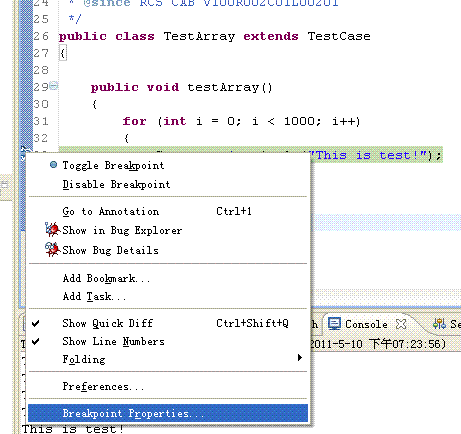 24 * @since RCS CAB V100R002C01L00201
25 */
26 public class TestArray extends TestCase
27 {
28
29 public void testArray()
30 {
31 for (int i = 0; i < 1000; i++)
32 {
"This is test!");
Toggle Breakpoint
Disable Breakpoint
Go to Annotation Ctrl+1
Show in Bug Explorer
Show Bug Details
Add Bookmark...
Add Task...
Show Quick Diff Ctrl+Shift+Q
Show Line Numbers
Folding
Preferences...
Breakpoint Properties...
Console
Se
2011-5-10 下午07:23:56)
This is test!